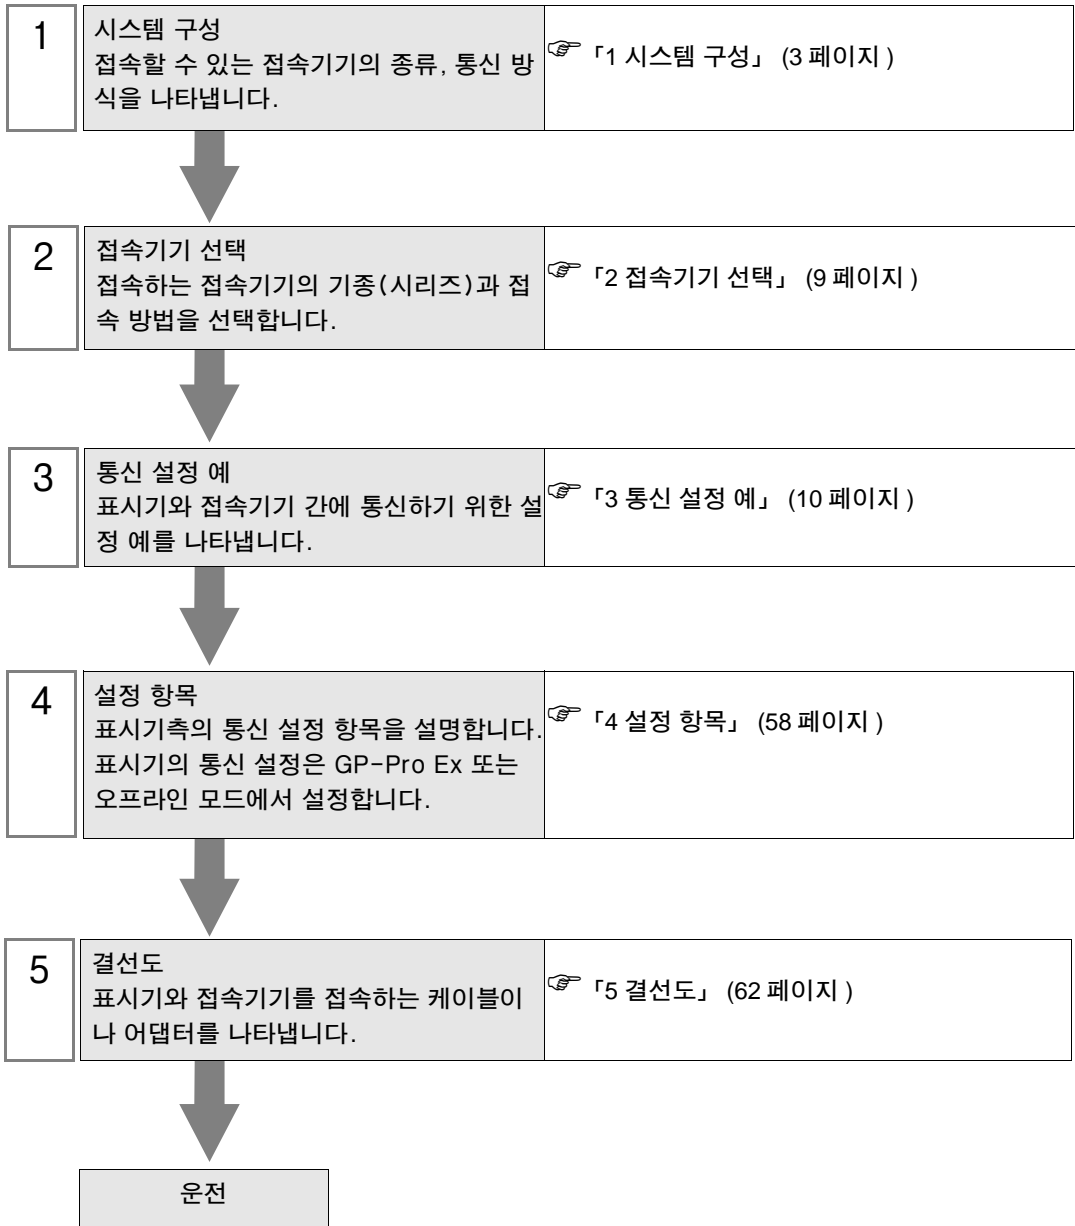 1
시스템 구성
접속할 수 있는 접속기기의 종류, 통신 방
식을 나타냅니다.
☞ 「1 시스템 구성」 (3 페이지 )
2
접속기기 선택
접속하는 접속기기의 기종(시리즈)과 접
속 방법을 선택합니다.
☞ 「2 접속기기 선택」 (9 페이지 )
3
통신 설정 예
표시기와 접속기기 간에 통신하기 위한 설
정 예를 나타냅니다.
☞ 「3 통신 설정 예」 (10 페이지 )
4
설정 항목
표시기측의 통신 설정 항목을 설명합니다.
표시기의 통신 설정은 GP-Pro Ex 또는
오프라인 모드에서 설정합니다.
☞ 「4 설정 항목」 (58 페이지 )
5
결선도
표시기와 접속기기를 접속하는 케이블이
나 어댑터를 나타냅니다.
☞ 「5 결선도」 (62 페이지 )
운전